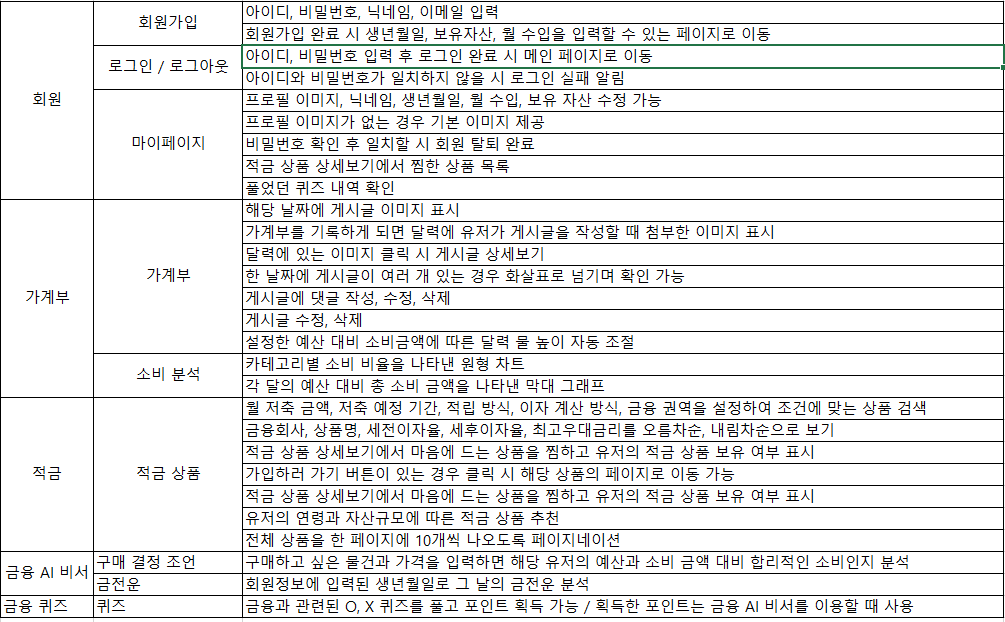 회원
회원가입
아이디, 비밀번호, 닉네임, 이메일 입력
회원가입 완료 시 생년월일, 보유자산, 월 수입을 입력할 수 있는 페이지로 이동
로그인 / 로그아웃
아이디, 비밀번호 입력 후 로그인 완료 시 메인 페이지로 이동
아이디와 비밀번호가 일치하지 않을 시 로그인 실패 알림
마이페이지
프로필 이미지, 닉네임, 생년월일, 월 수입, 보유 자산 수정 가능
프로필 이미지가 없는 경우 기본 이미지 제공
비밀번호 확인 후 일치할 시 회원 탈퇴 완료
적금 상품 상세보기에서 찜한 상품 목록
풀었던 퀴즈 내역 확인
가계부
가계부
해당 날짜에 게시글 이미지 표시
가계부를 기록하게 되면 달력에 유저가 게시글을 작성할 때 첨부한 이미지 표시
달력에 있는 이미지 클릭 시 게시글 상세보기
한 날짜에 게시글이 여러 개 있는 경우 화살표로 넘기며 확인 가능
게시글에 댓글 작성, 수정, 삭제
게시글 수정, 삭제
설정한 예산 대비 소비금액에 따른 달력 물 높이 자동 조절
소비 분석
카테고리별 소비 비율을 나타낸 원형 차트
각 달의 예산 대비 총 소비 금액을 나타낸 막대 그래프
적금
적금 상품
월 저축 금액, 저축 예정 기간, 적립 방식, 이자 계산 방식, 금융 권역을 설정하여 조건에 맞는 상품 검색
금융회사, 상품명, 세전이자율, 세후이자율, 최고우대금리를 오름차순, 내림차순으로 보기
적금 상품 상세보기에서 마음에 드는 상품을 찜하고 유저의 적금 상품 보유 여부 표시
가입하러 가기 버튼이 있는 경우 클릭 시 해당 상품의 페이지로 이동 가능
적금 상품 상세보기에서 마음에 드는 상품을 찜하고 유저의 적금 상품 보유 여부 표시
유저의 연령과 자산규모에 따른 적금 상품 추천
전체 상품을 한 페이지에 10개씩 나오도록 페이지네이션
금융 AI 비서
구매 결정 조언
구매하고 싶은 물건과 가격을 입력하면 해당 유저의 예산과 소비 금액 대비 합리적인 소비인지 분석
금전운
회원정보에 입력된 생년월일로 그 날의 금전운 분석
금융 퀴즈
퀴즈
금융과 관련된 O, X 퀴즈를 풀고 포인트 획득 가능 / 획득한 포인트는 금융 AI 비서를 이용할 때 사용